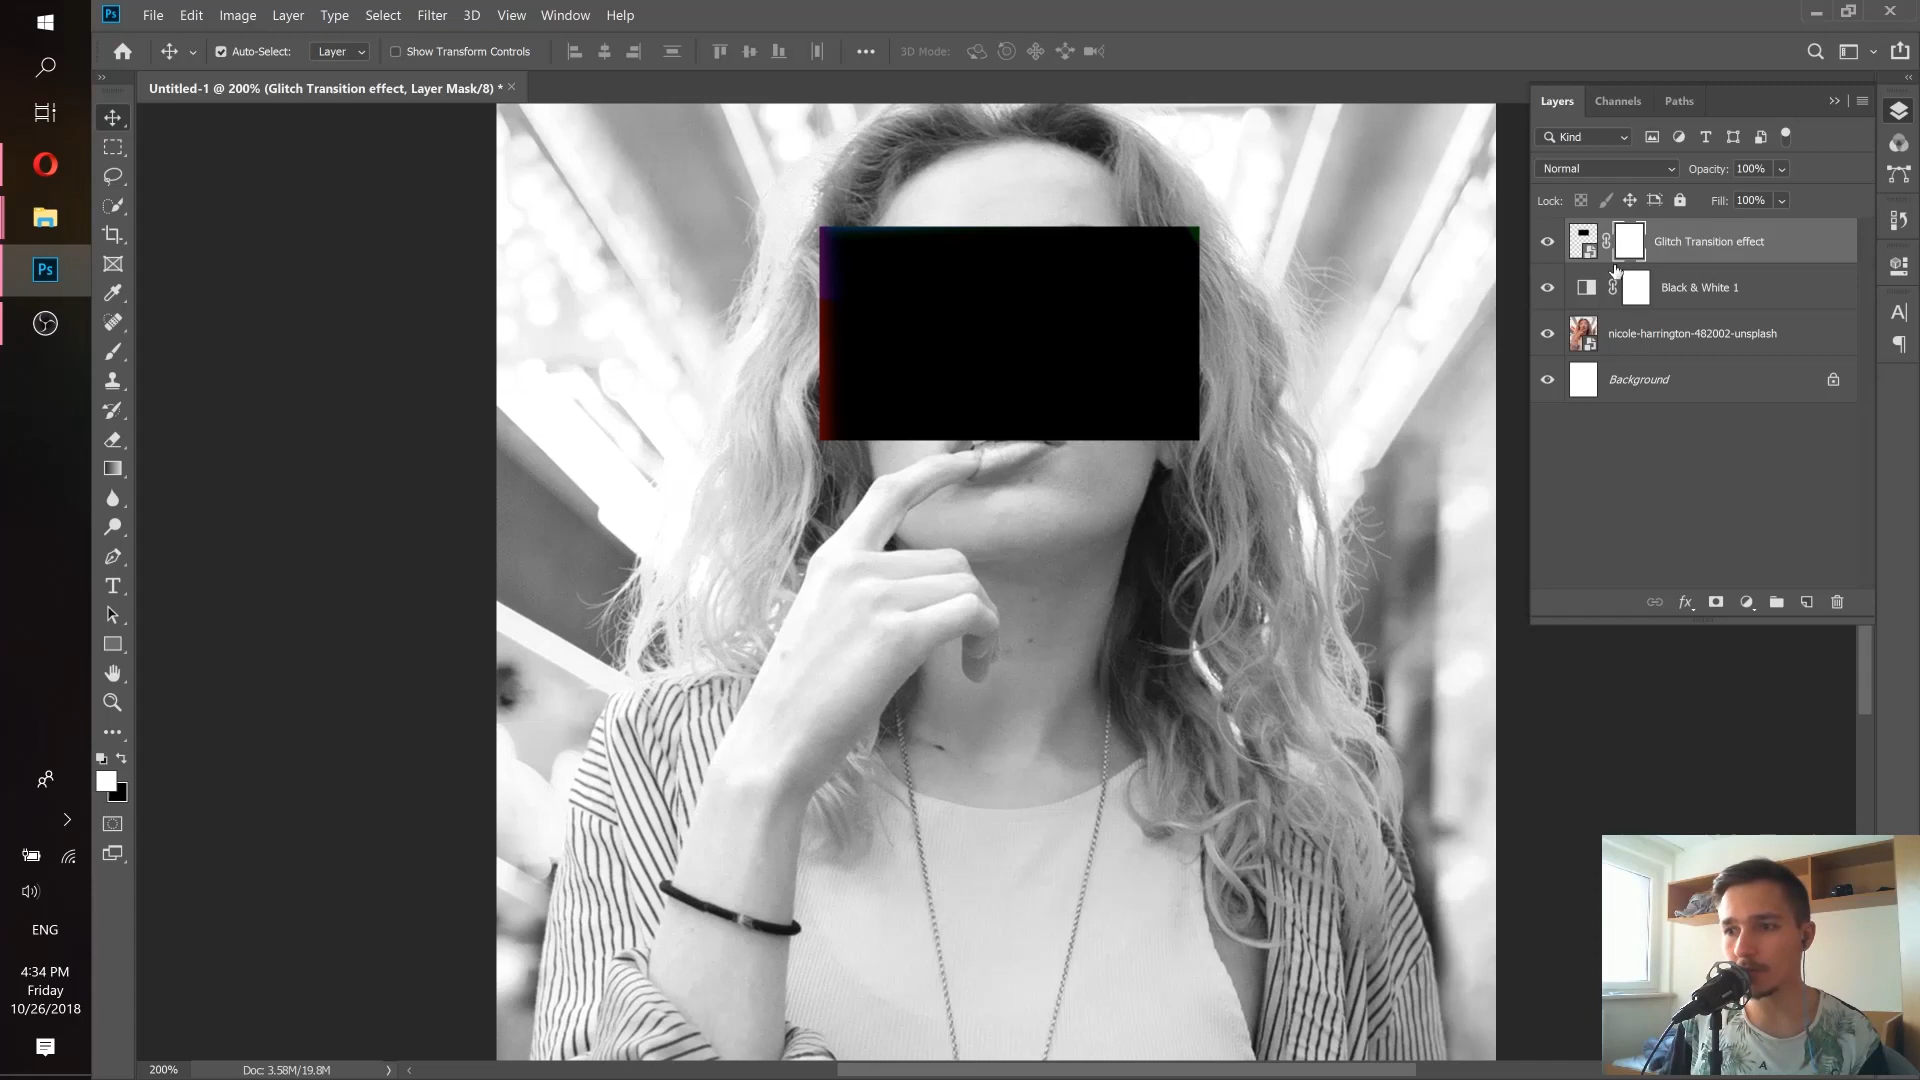 Ps File Edit Image Layer Type Select Filter 3D View Window Help
Auto-Select: Layer Show Transform Controls 3D Mode:
Untitled-1 @ 200% (Glitch Transition effect, Layer Mask/8) *
Layers Channels Paths
Kind
Normal Opacity: 100%
Lock: Fill: 100%
Glitch Transition effect
Black & White 1
nicole-harrington-482002-unsplash
Background
fx
Ps
ENG
4:34 PM
Friday
10/26/2018
200% Doc: 3.58M/19.8M